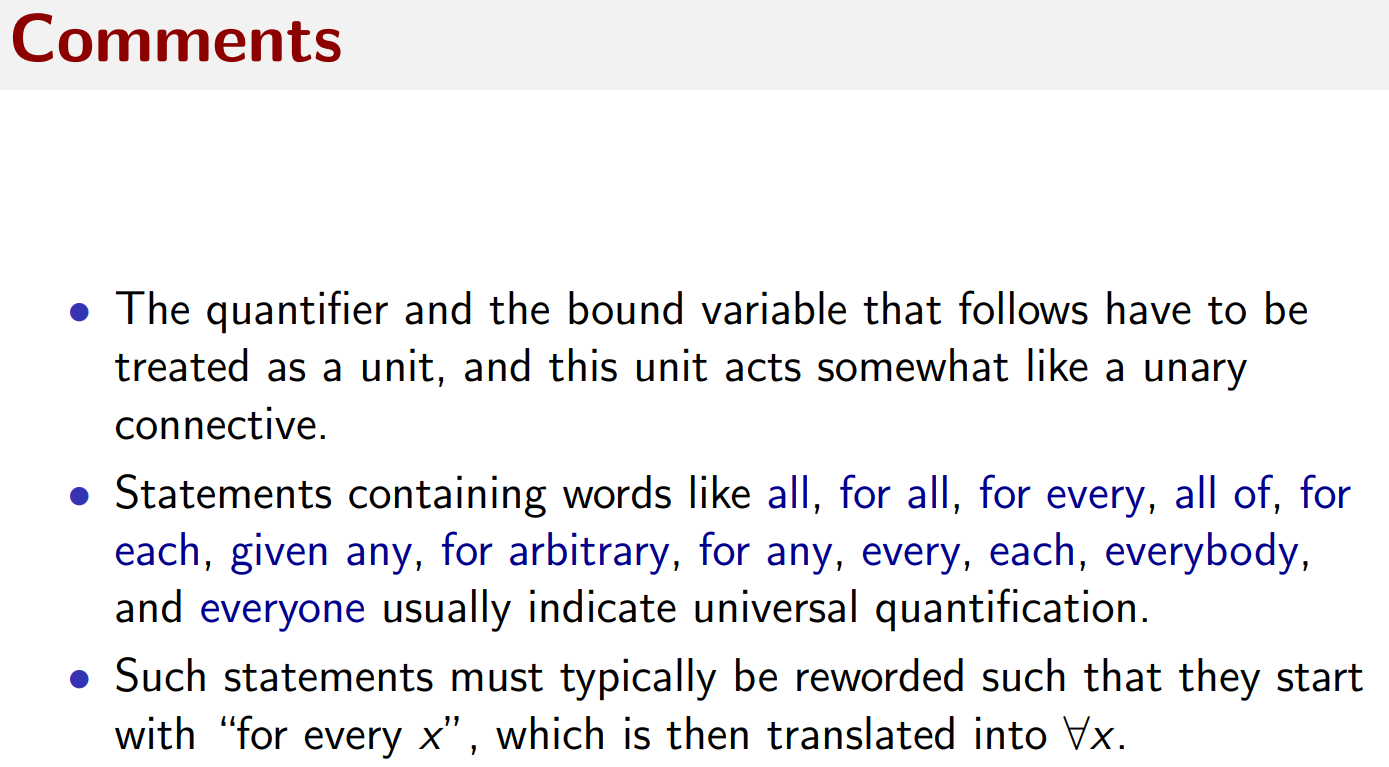 Comments
• The quantifier and the bound variable that follows have to be
treated as a unit, and this unit acts somewhat like a unary
connective.
• Statements containing words like all, for all, for every, all of, for
each, given any, for arbitrary, for any, every, each, everybody,
and everyone usually indicate universal quantification.
• Such statements must typically be reworded such that they start
with “for every x”, which is then translated into ∀x.